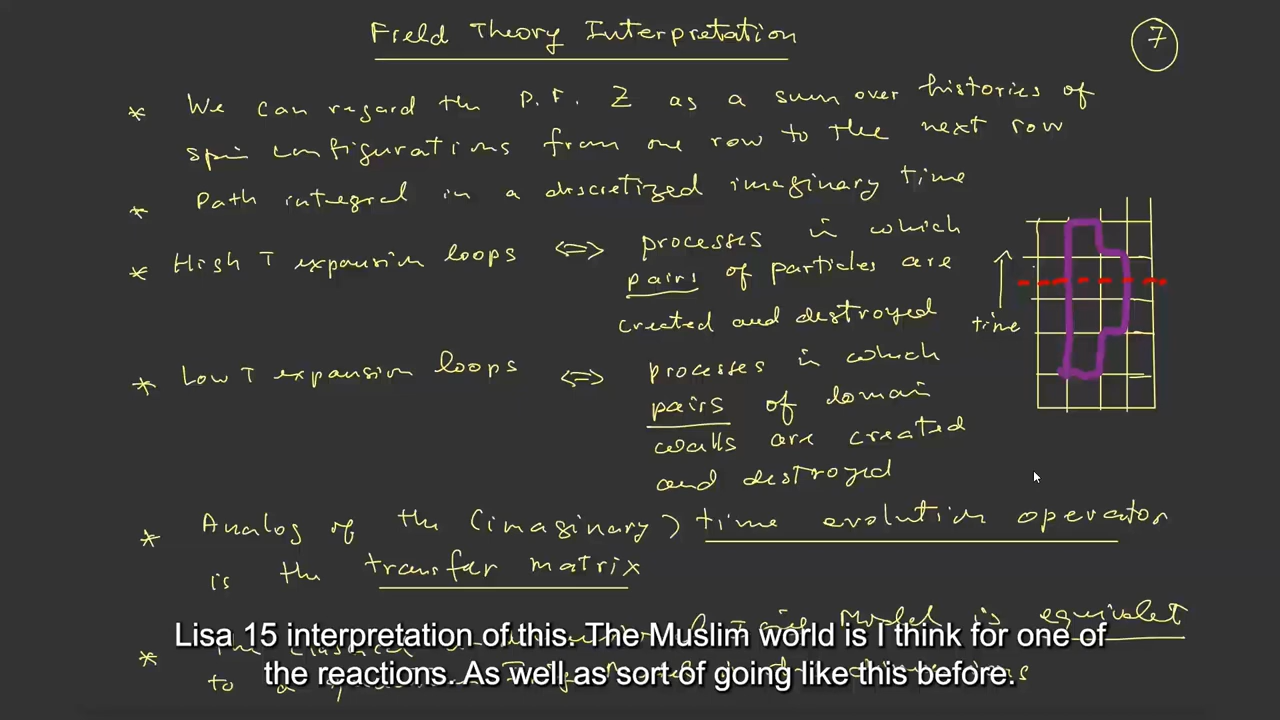 Field Theory Interpretation
7
* We can regard the P.F. Z as a sum over histories of
spin configurations from one row to the next row
* Path integral in a discretized imaginary time
* High T expansion loops ⇔ processes in which
pairs of particles are
created and destroyed
time
* Low T expansion loops ⇔ processes in which
pairs of domain
walls are created
and destroyed
* Analog of the (imaginary) time evolution operator
is the transfer matrix
* Model is equivalet
to a
Lisa 15 interpretation of this. The Muslim world is I think for one of
the reactions. As well as sort of going like this before.